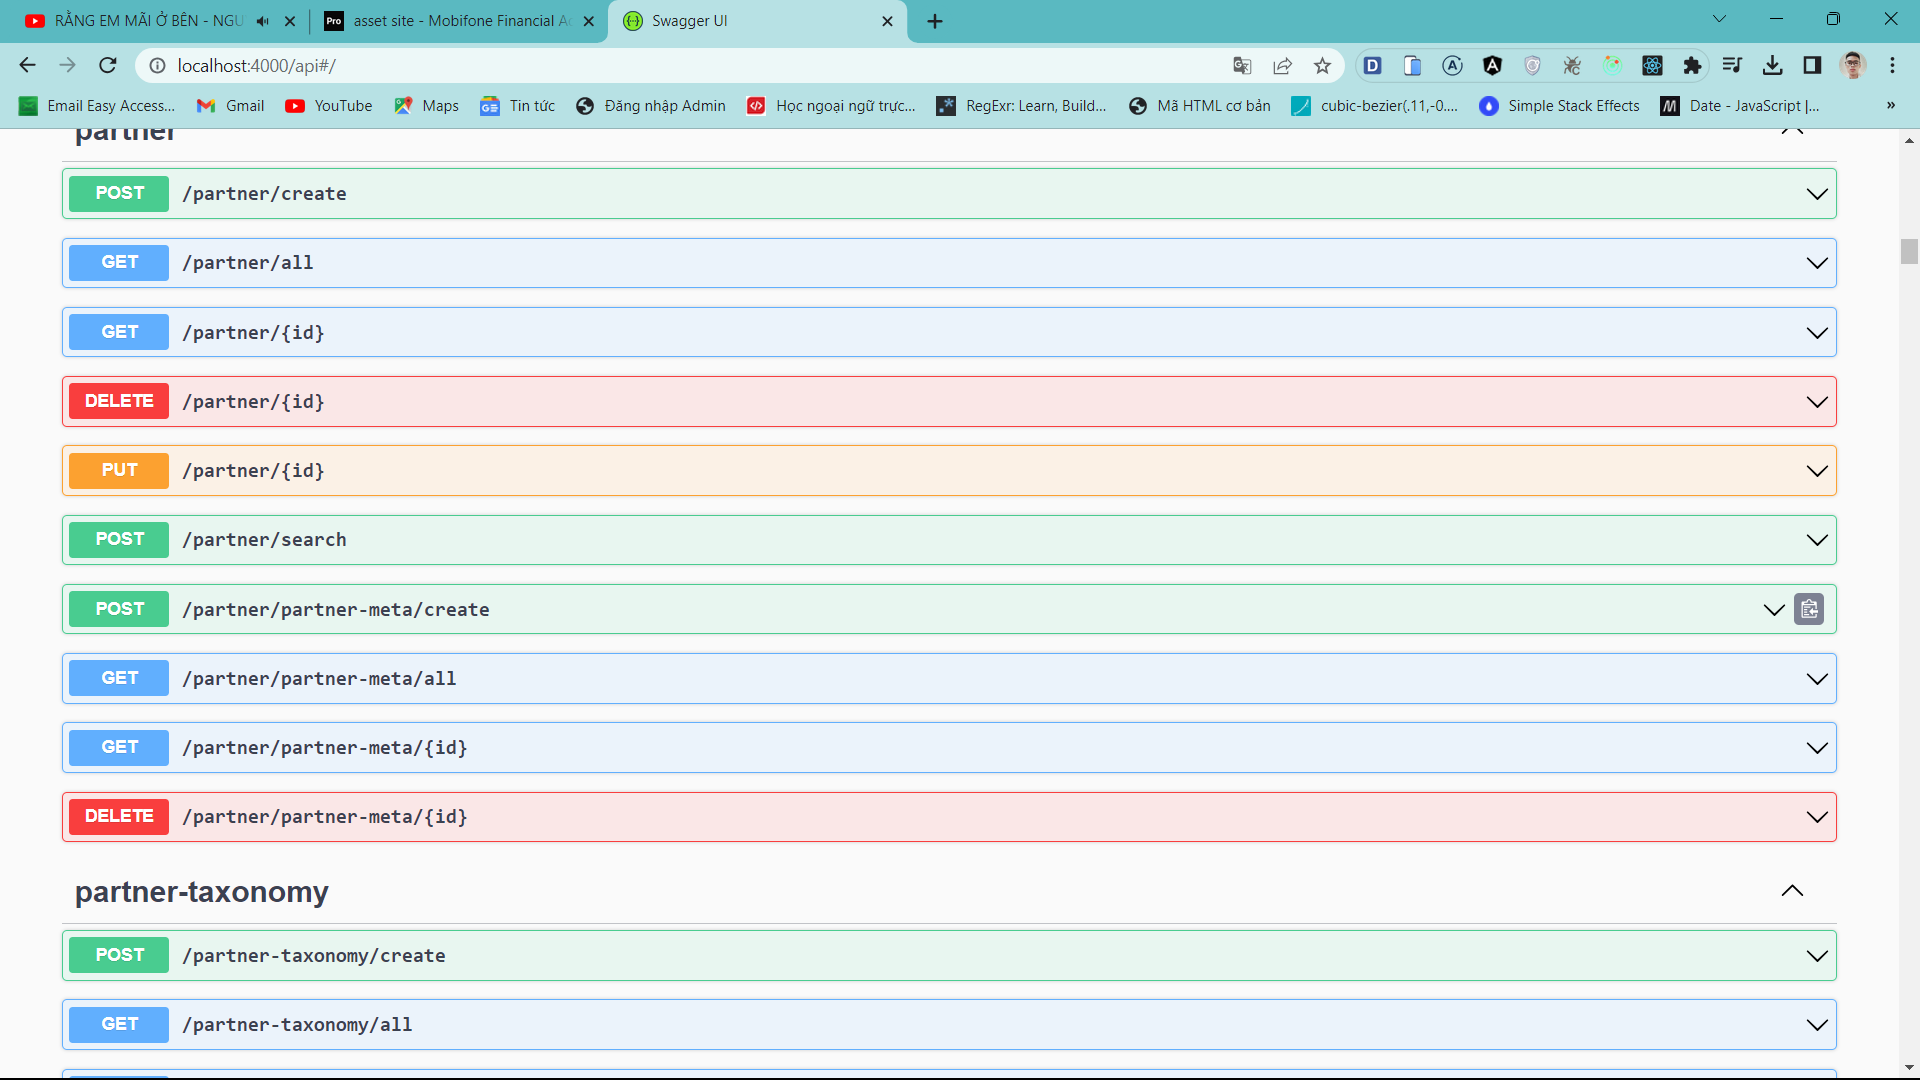 RẰNG EM MÃI Ở BÊN - NGU
Pro asset site - Mobifone Financial Ac
Swagger UI
localhost:4000/api#/
Email Easy Access...
Gmail
YouTube
Maps
Tin tức
Đăng nhập Admin
Học ngoại ngữ trực...
RegExr: Learn, Build...
Mã HTML cơ bản
cubic-bezier(.11,-0....
Simple Stack Effects
Date - JavaScript |...
»
partner
POST /partner/create
GET /partner/all
GET /partner/{id}
DELETE /partner/{id}
PUT /partner/{id}
POST /partner/search
POST /partner/partner-meta/create
GET /partner/partner-meta/all
GET /partner/partner-meta/{id}
DELETE /partner/partner-meta/{id}
partner-taxonomy
POST /partner-taxonomy/create
GET /partner-taxonomy/all